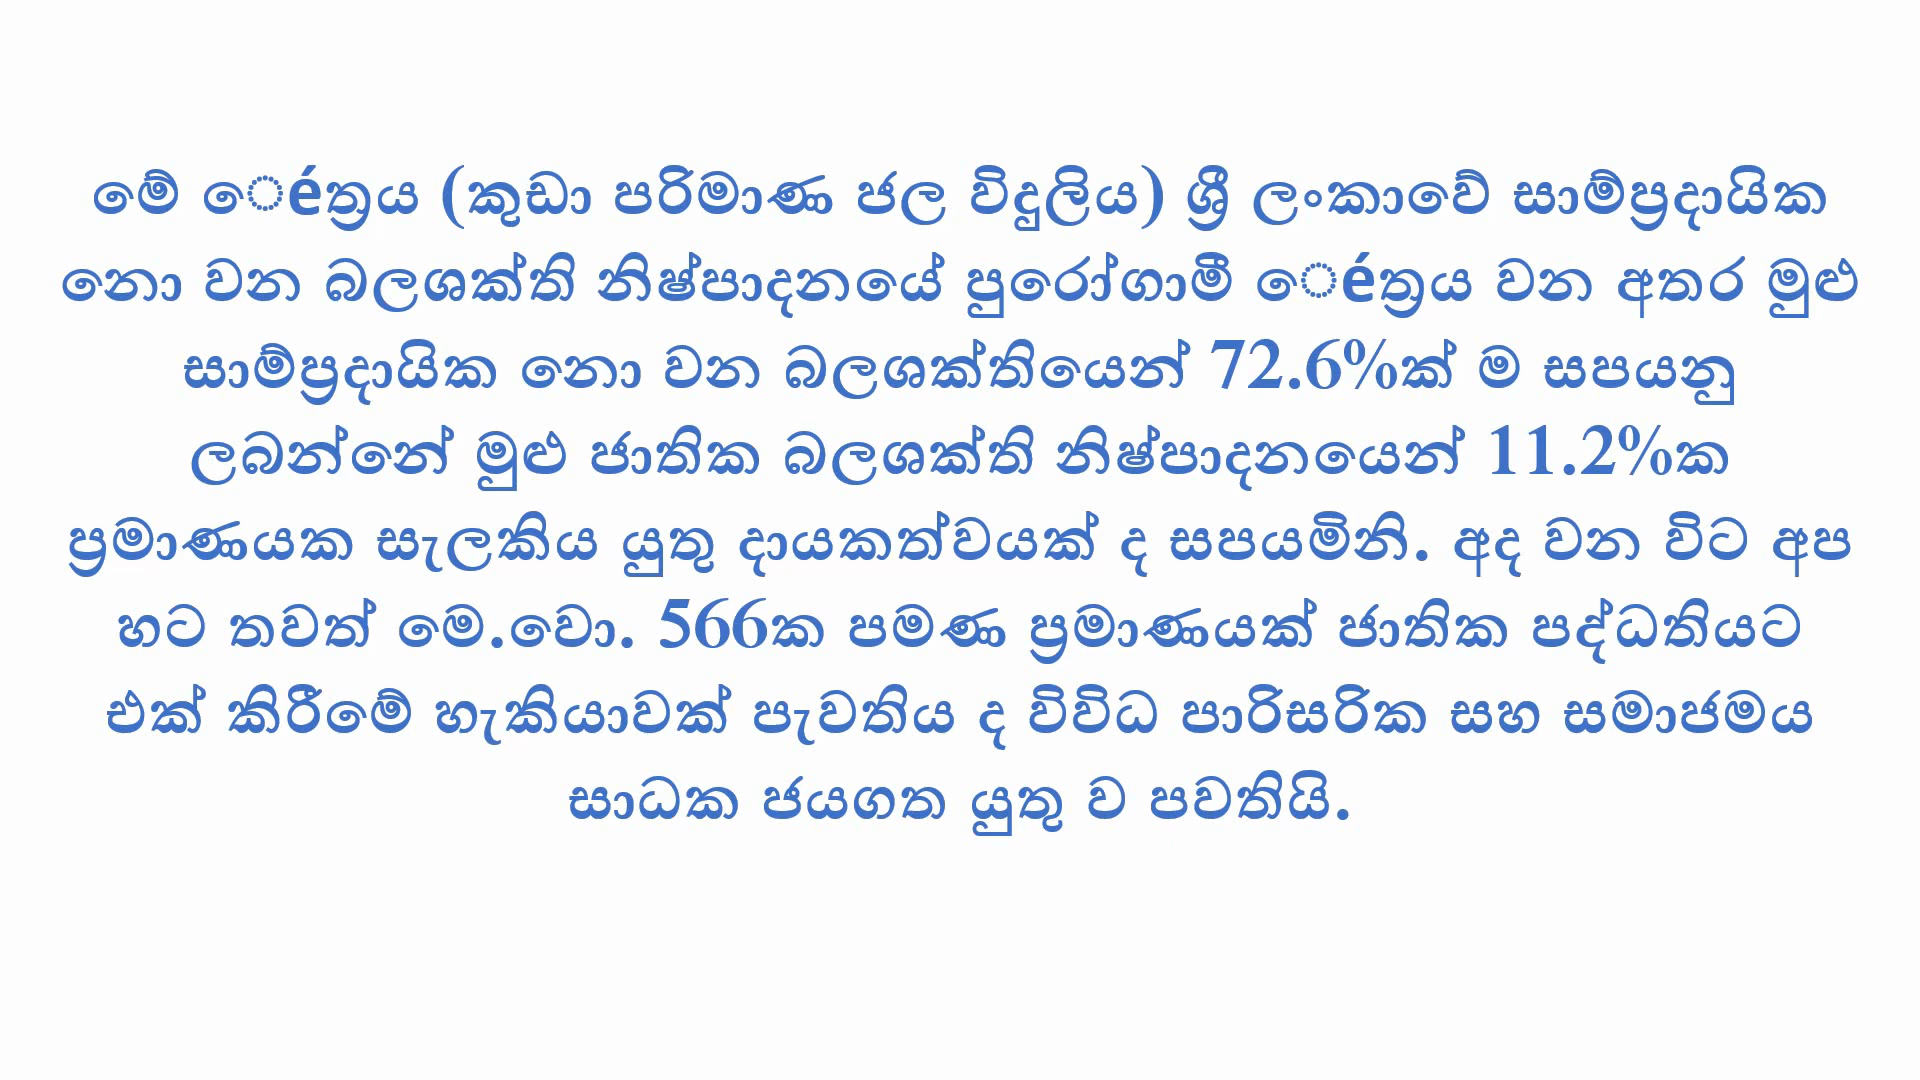 මේ ෙéත්‍රය (කුඩා පරිමාණ ජල විදුලිය) ශ්‍රී ලංකාවේ සාම්ප්‍රදායික
නො වන බලශක්ති නිෂ්පාදනයේ පුරෝගාමී ෙéත්‍රය වන අතර මුළු
සාම්ප්‍රදායික නො වන බලශක්තියෙන් 72.6%ක් ම සපයනු
ලබන්නේ මුළු ජාතික බලශක්ති නිෂ්පාදනයෙන් 11.2%ක
ප්‍රමාණයක සැලකිය යුතු දායකත්වයක් ද සපයමිනි. අද වන විට අප
හට තවත් මෙ.වො. 566ක පමණ ප්‍රමාණයක් ජාතික පද්ධතියට
එක් කිරීමේ හැකියාවක් පැවතිය ද විවිධ පාරිසරික සහ සමාජමය
සාධක ජයගත යුතු ව පවතියි.